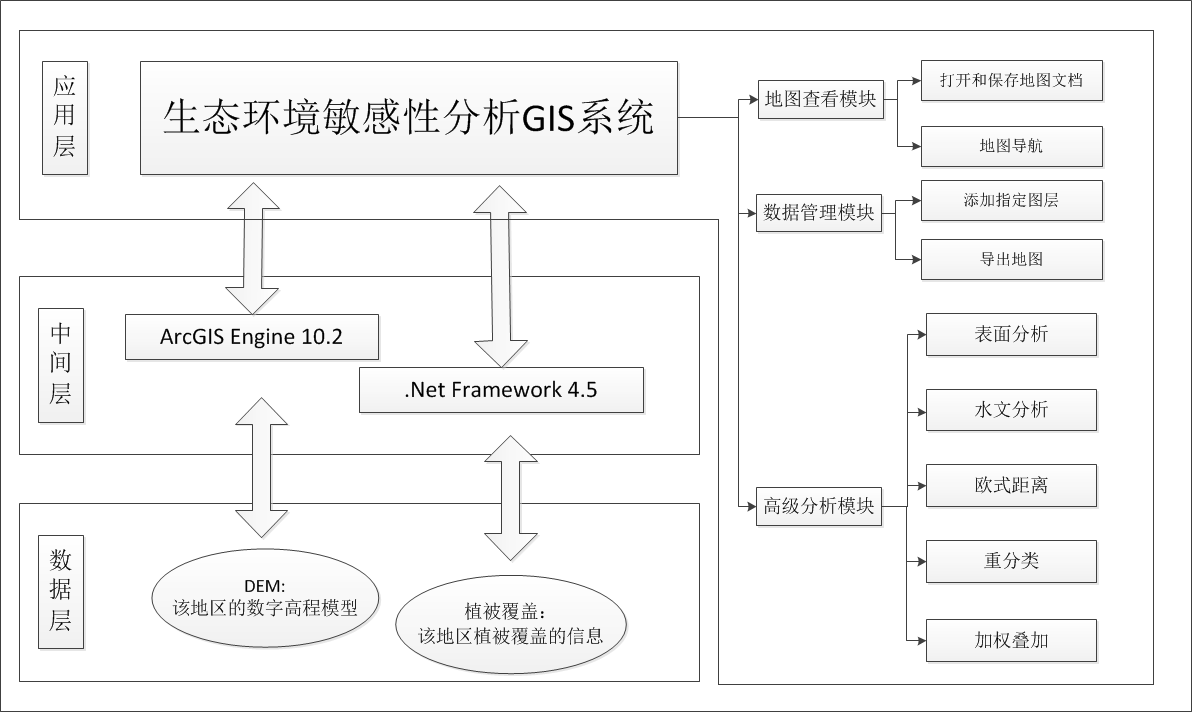 应用层
生态环境敏感性分析GIS系统
地图查看模块
打开和保存地图文档
地图导航
数据管理模块
添加指定图层
导出地图
高级分析模块
表面分析
水文分析
欧式距离
重分类
加权叠加
中间层
ArcGIS Engine 10.2
.Net Framework 4.5
数据层
DEM:
该地区的数字高程模型
植被覆盖：
该地区植被覆盖的信息